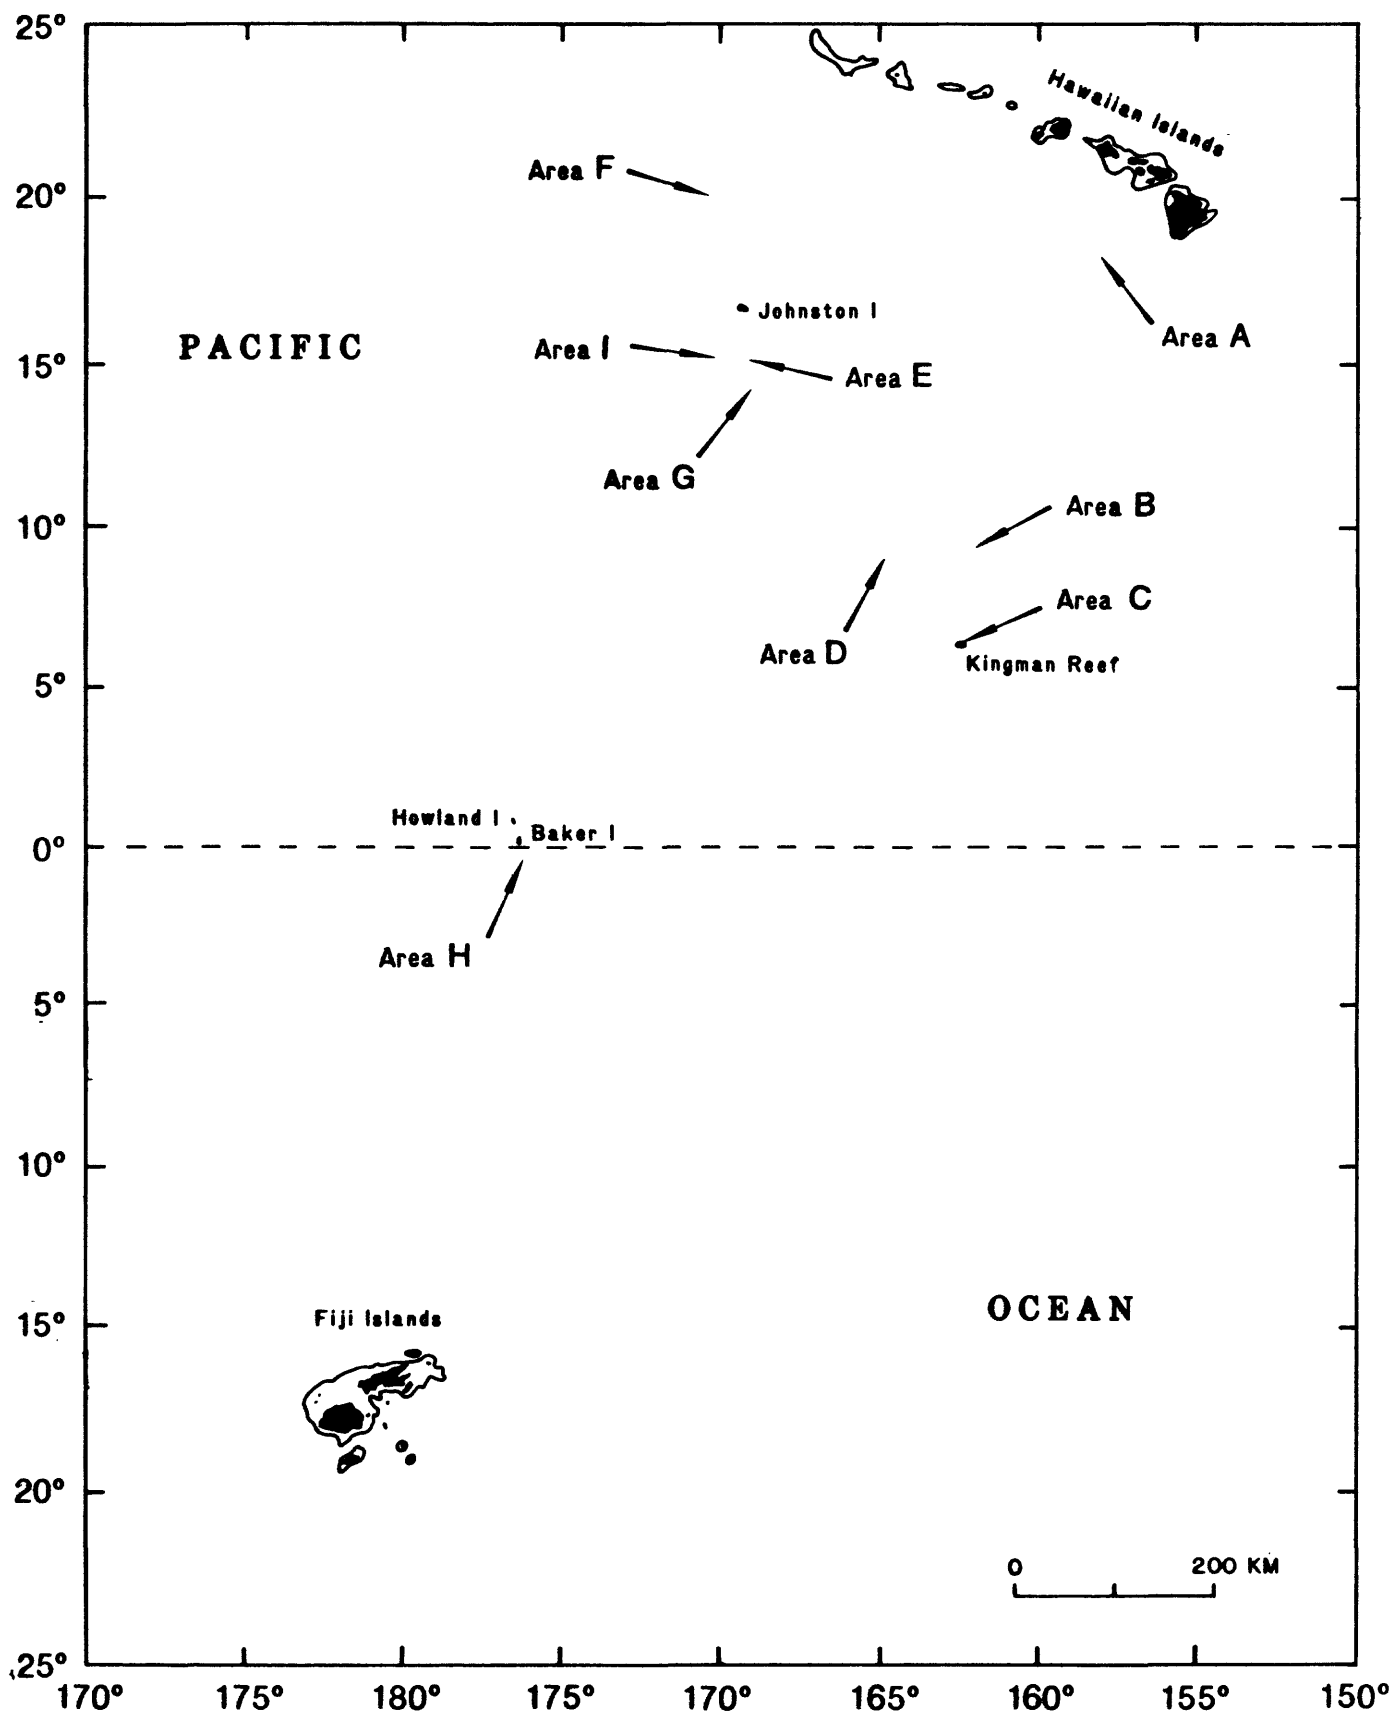 25°
Hawaiian Islands
Area F
20°
Johnston I
Area A
PACIFIC
Area I
15°
Area E
Area G
Area B
10°
Area C
Area D
Kingman Reef
5°
Howland I
Baker I
0°
Area H
5°
10°
OCEAN
Fiji Islands
15°
20°
0 200 KM
25°
170° 175° 180° 175° 170° 165° 160° 155° 150°